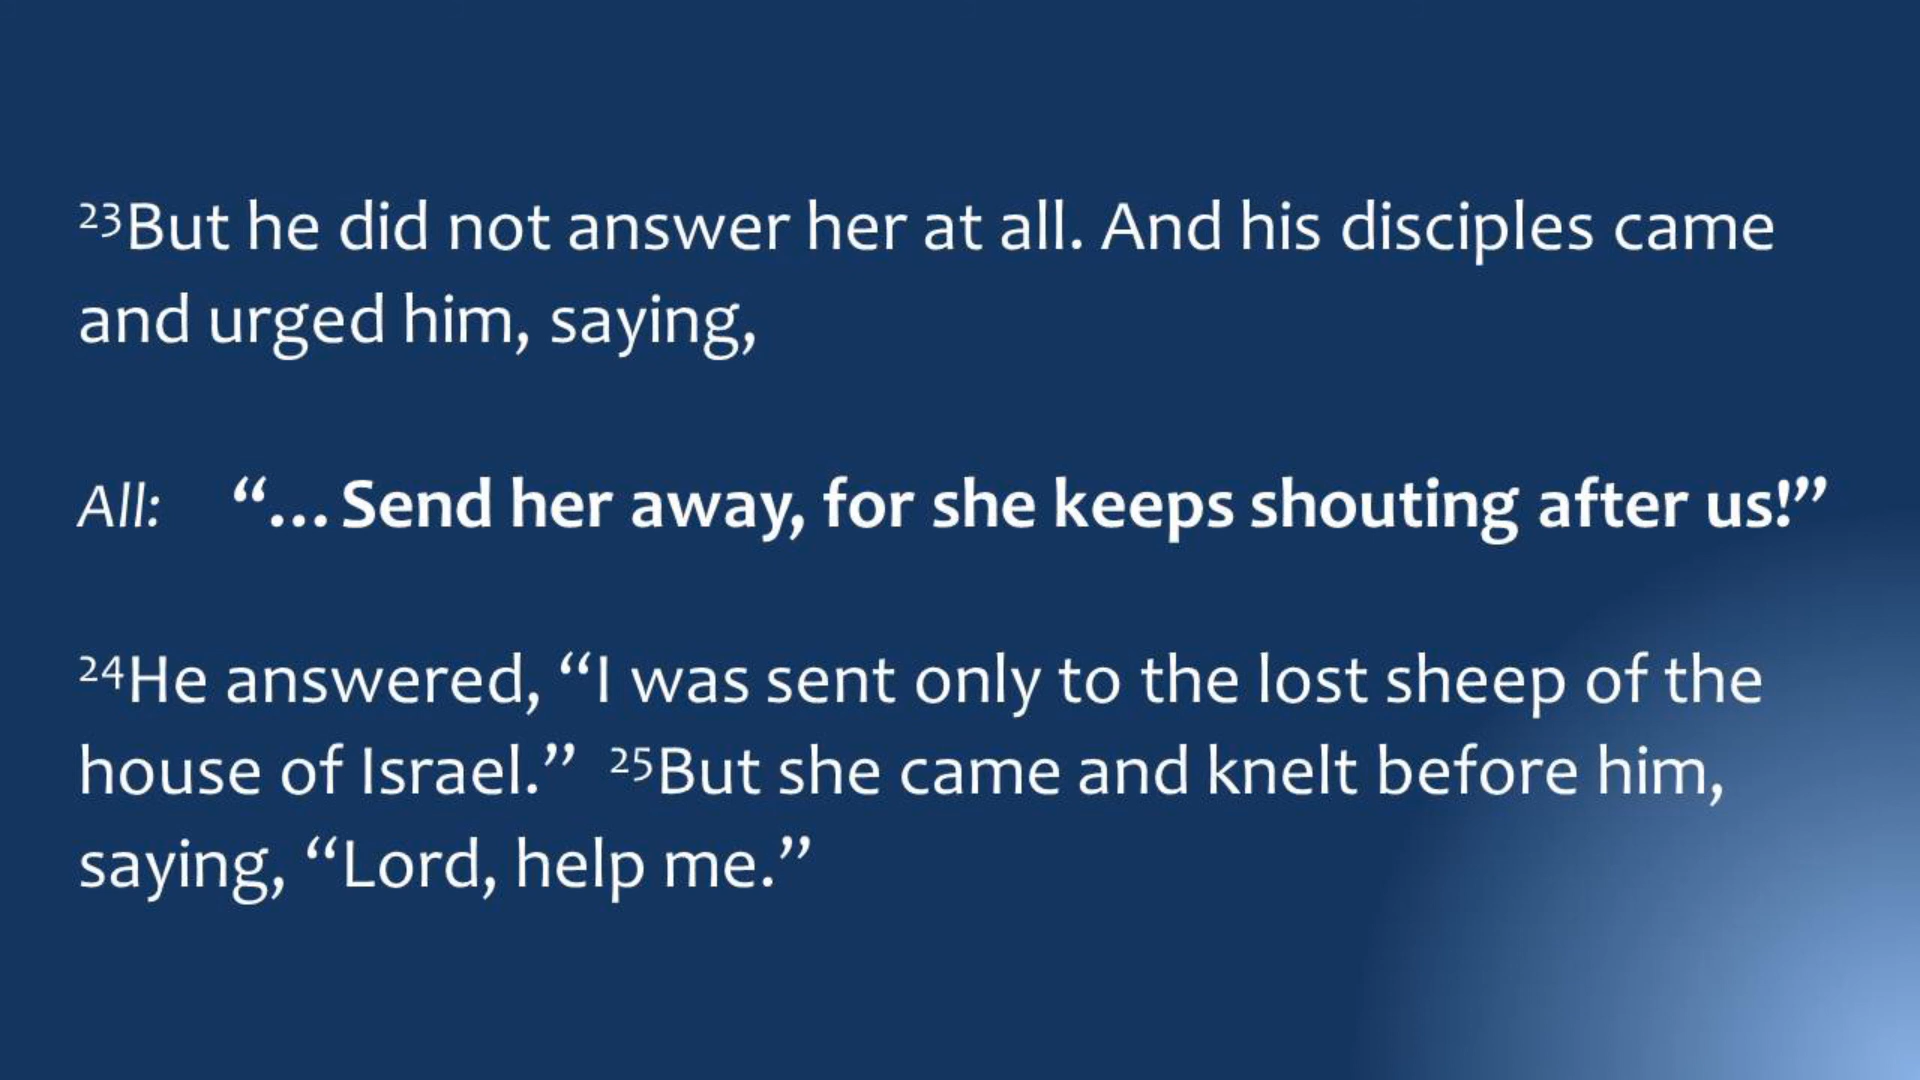 ²³But he did not answer her at all. And his disciples came
and urged him, saying,
All: “… Send her away, for she keeps shouting after us!”
²⁴He answered, “I was sent only to the lost sheep of the
house of Israel.” ²⁵But she came and knelt before him,
saying, “Lord, help me.”